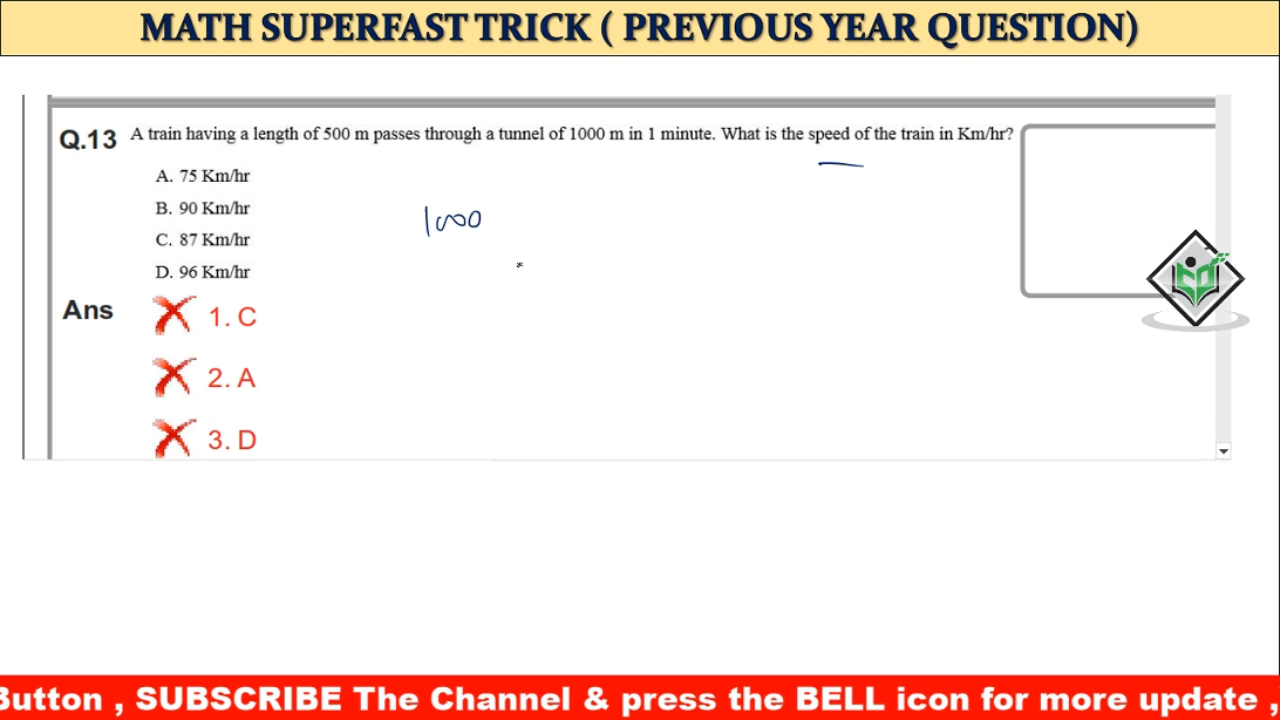 MATH SUPERFAST TRICK ( PREVIOUS YEAR QUESTION)
Q.13 A train having a length of 500 m passes through a tunnel of 1000 m in 1 minute. What is the speed of the train in Km/hr?
A. 75 Km/hr
B. 90 Km/hr
1000
C. 87 Km/hr
D. 96 Km/hr
Ans
1. C
2. A
3. D
Button , SUBSCRIBE The Channel & press the BELL icon for more update ,